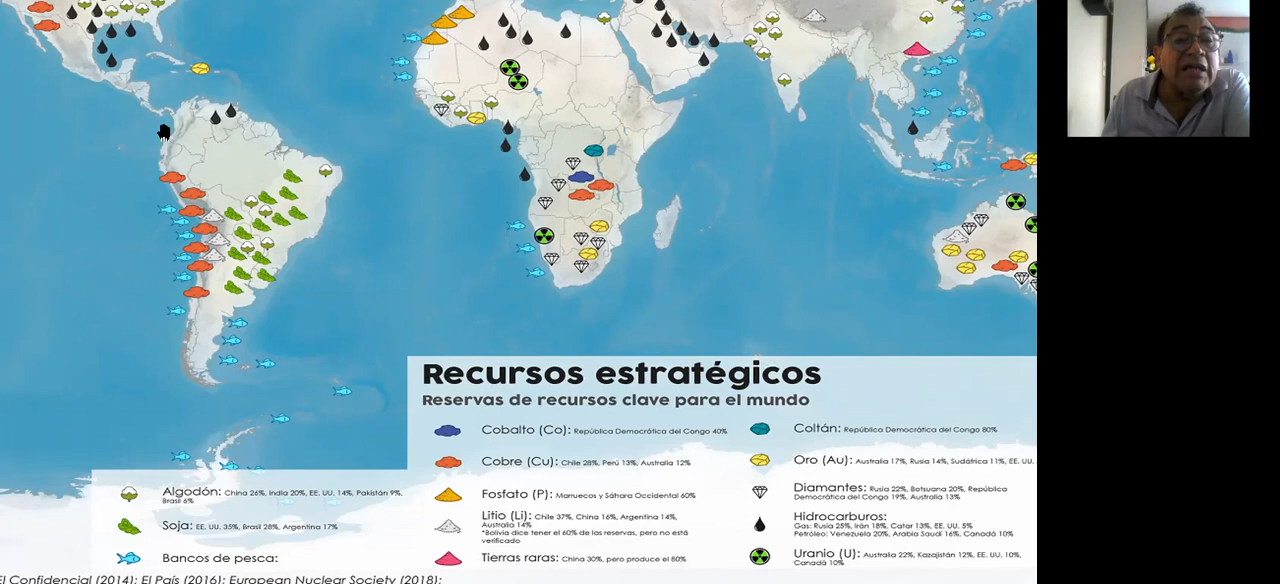 Recursos estratégicos
Reservas de recursos clave para el mundo
Cobalto (Co): República Democrática del Congo 40%
Coltán: República Democrática del Congo 80%
Cobre (Cu): Chile 28%, Perú 13%, Australia 12%
Oro (Au): Australia 17%, Rusia 14%, Sudáfrica 11%, EE. UU.
Algodón: China 26%, India 20%, EE. UU. 14%, Pakistán 9%,
Brasil 6%
Fosfato (P): Marruecos y Sáhara Occidental 60%
Diamantes: Rusia 22%, Botsuana 20%, República
Democrática del Congo 19%, Australia 13%
Soja: EE. UU. 35%, Brasil 28%, Argentina 17%
Litio (Li): Chile 37%, China 16%, Argentina 14%,
Australia 14%
*Bolivia dice tener el 60% de las reservas, pero no está
verificado
Hidrocarburos:
Gas: Rusia 25%, Irán 18%, Catar 13%, EE. UU. 5%
Petróleo: Venezuela 20%, Arabia Saudí 16%, Canadá 10%
Bancos de pesca:
Tierras raras: China 30%, pero produce el 80%
Uranio (U): Australia 22%, Kazajistán 12%, EE. UU. 10%,
Canadá 10%
El Confidencial (2014); El País (2016); European Nuclear Society (2018);